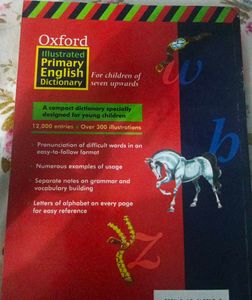 Oxford
Illustrated
Primary
English
Dictionary
For children of
seven upwards
A compact dictionary specially
designed for young children
12,000 entries • Over 300 illustrations
Pronunciation of difficult words in an
easy-to-follow format
Numerous examples of usage
Separate notes on grammar and
vocabulary building
Letters of alphabet on every page
for easy reference
w
b
y
z